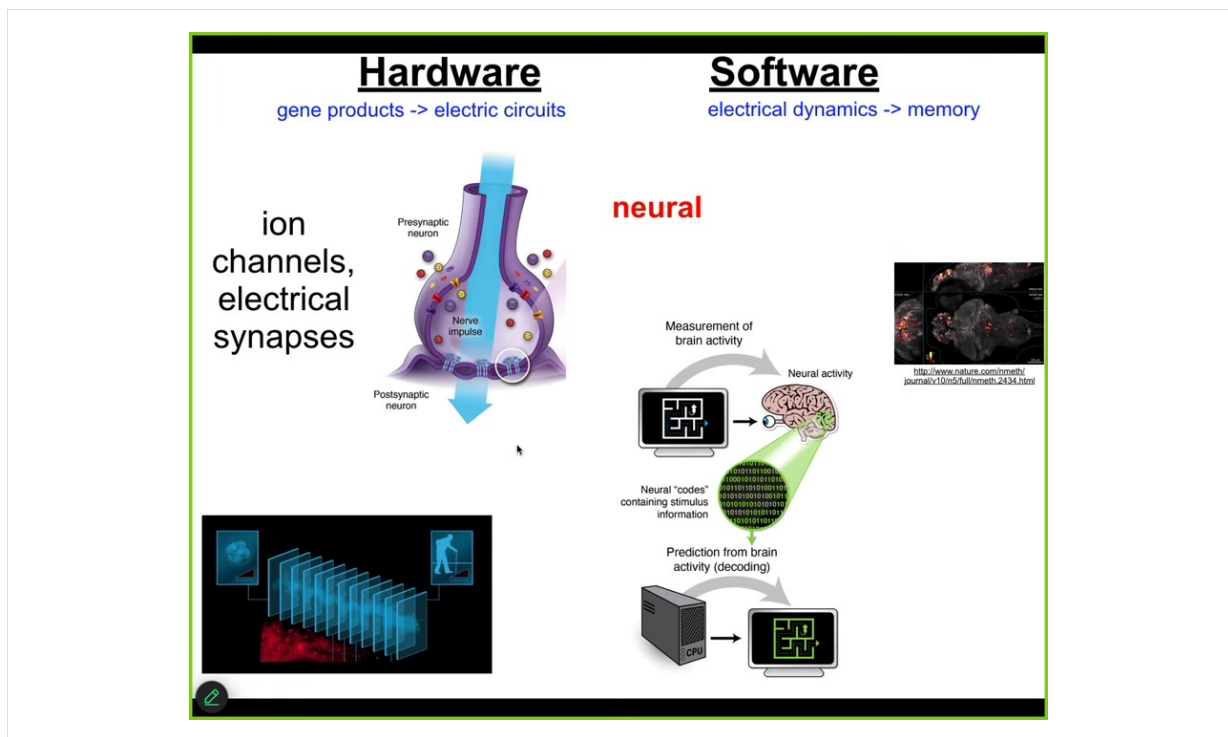 Hardware
gene products -> electric circuits
Software
electrical dynamics -> memory
ion
channels,
electrical
synapses
Presynaptic
neuron
Nerve
impulse
Postsynaptic
neuron
neural
Measurement of
brain activity
Neural activity
Neural "codes"
containing stimulus
information
Prediction from brain
activity (decoding)
CPU
http://www.nature.com/nmeth/
journal/v10/n5/full/nmeth.2434.html